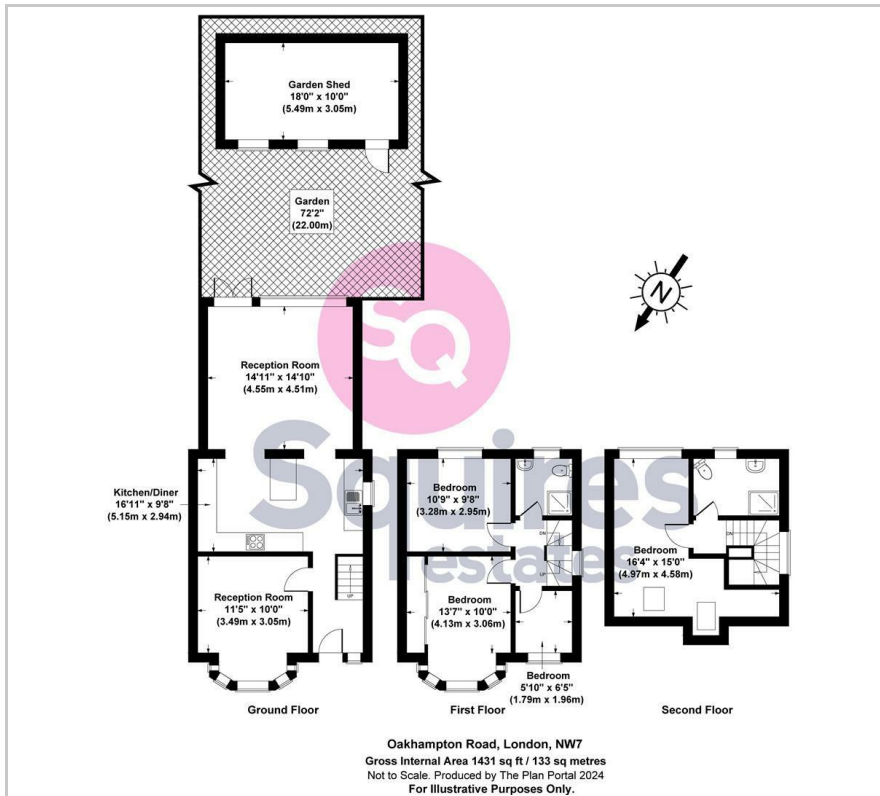 Garden Shed
18'0" x 10'0"
(5.49m x 3.05m)
Garden
72'2"
(22.00m)
N
SQ
Reception Room
14'11" x 14'10"
(4.55m x 4.51m)
Squires
estates
Kitchen/Diner
16'11" x 9'8"
(5.15m x 2.94m)
Reception Room
11'5" x 10'0"
(3.49m x 3.05m)
UP
Ground Floor
Bedroom
10'9" x 9'8"
(3.28m x 2.95m)
DN
UP
Bedroom
13'7" x 10'0"
(4.13m x 3.06m)
Bedroom
5'10" x 6'5"
(1.79m x 1.96m)
First Floor
DN
Bedroom
16'4" x 15'0"
(4.97m x 4.58m)
Second Floor
Oakhampton Road, London, NW7
Gross Internal Area 1431 sq ft / 133 sq metres
Not to Scale. Produced by The Plan Portal 2024
For Illustrative Purposes Only.